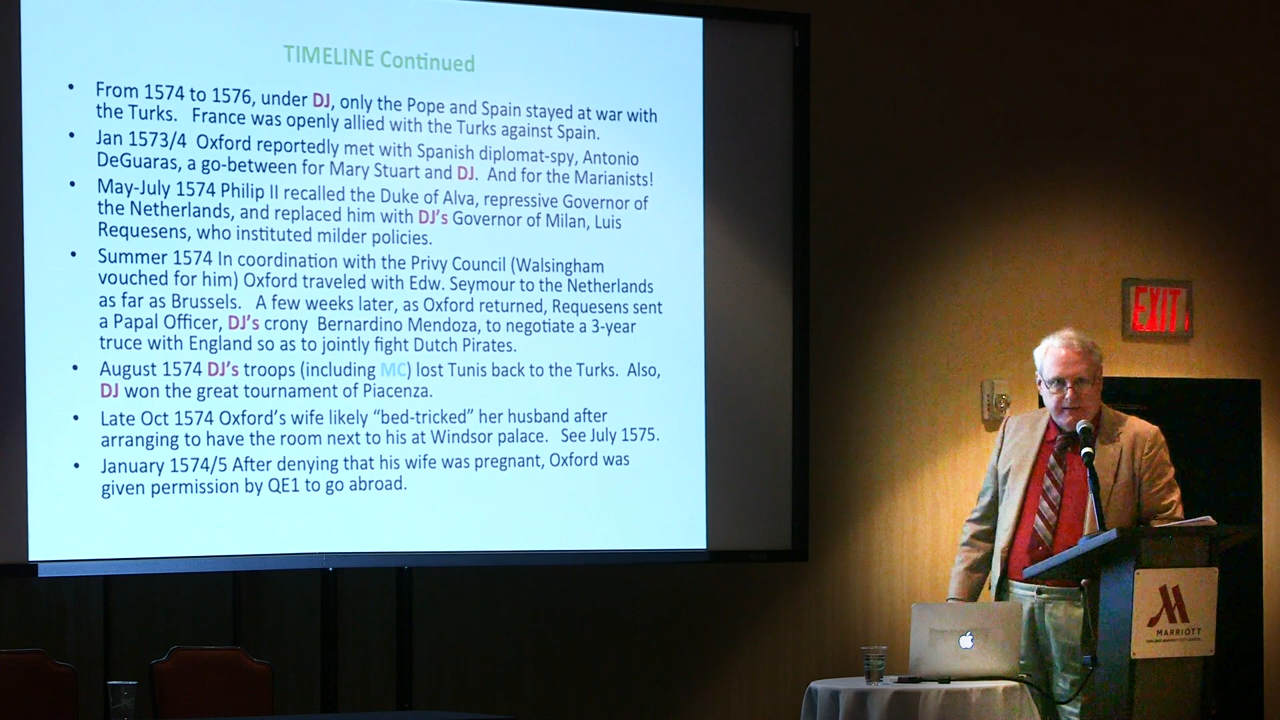 TIMELINE Continued
• From 1574 to 1576, under DJ, only the Pope and Spain stayed at war with
the Turks. France was openly allied with the Turks against Spain.
• Jan 1573/4 Oxford reportedly met with Spanish diplomat-spy, Antonio
DeGuaras, a go-between for Mary Stuart and DJ. And for the Marianists!
• May-July 1574 Philip II recalled the Duke of Alva, repressive Governor of
the Netherlands, and replaced him with DJ's Governor of Milan, Luis
Requesens, who instituted milder policies.
• Summer 1574 In coordination with the Privy Council (Walsingham
vouched for him) Oxford traveled with Edw. Seymour to the Netherlands
as far as Brussels. A few weeks later, as Oxford returned, Requesens sent
a Papal Officer, DJ's crony Bernardino Mendoza, to negotiate a 3-year
truce with England so as to jointly fight Dutch Pirates.
• August 1574 DJ's troops (including MC) lost Tunis back to the Turks. Also,
DJ won the great tournament of Piacenza.
• Late Oct 1574 Oxford's wife likely "bed-tricked" her husband after
arranging to have the room next to his at Windsor palace. See July 1575.
• January 1574/5 After denying that his wife was pregnant, Oxford was
given permission by QE1 to go abroad.
EXIT
MARRIOTT